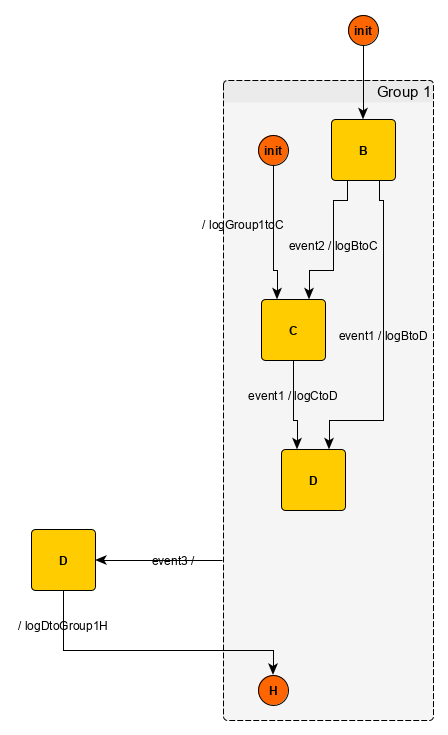 init
Group 1
B
init
/ logGroup1toC
event2 / logBtoC
C
event1 / logBtoD
event1 / logCtoD
D
D
event3 /
/ logDtoGroup1H
H